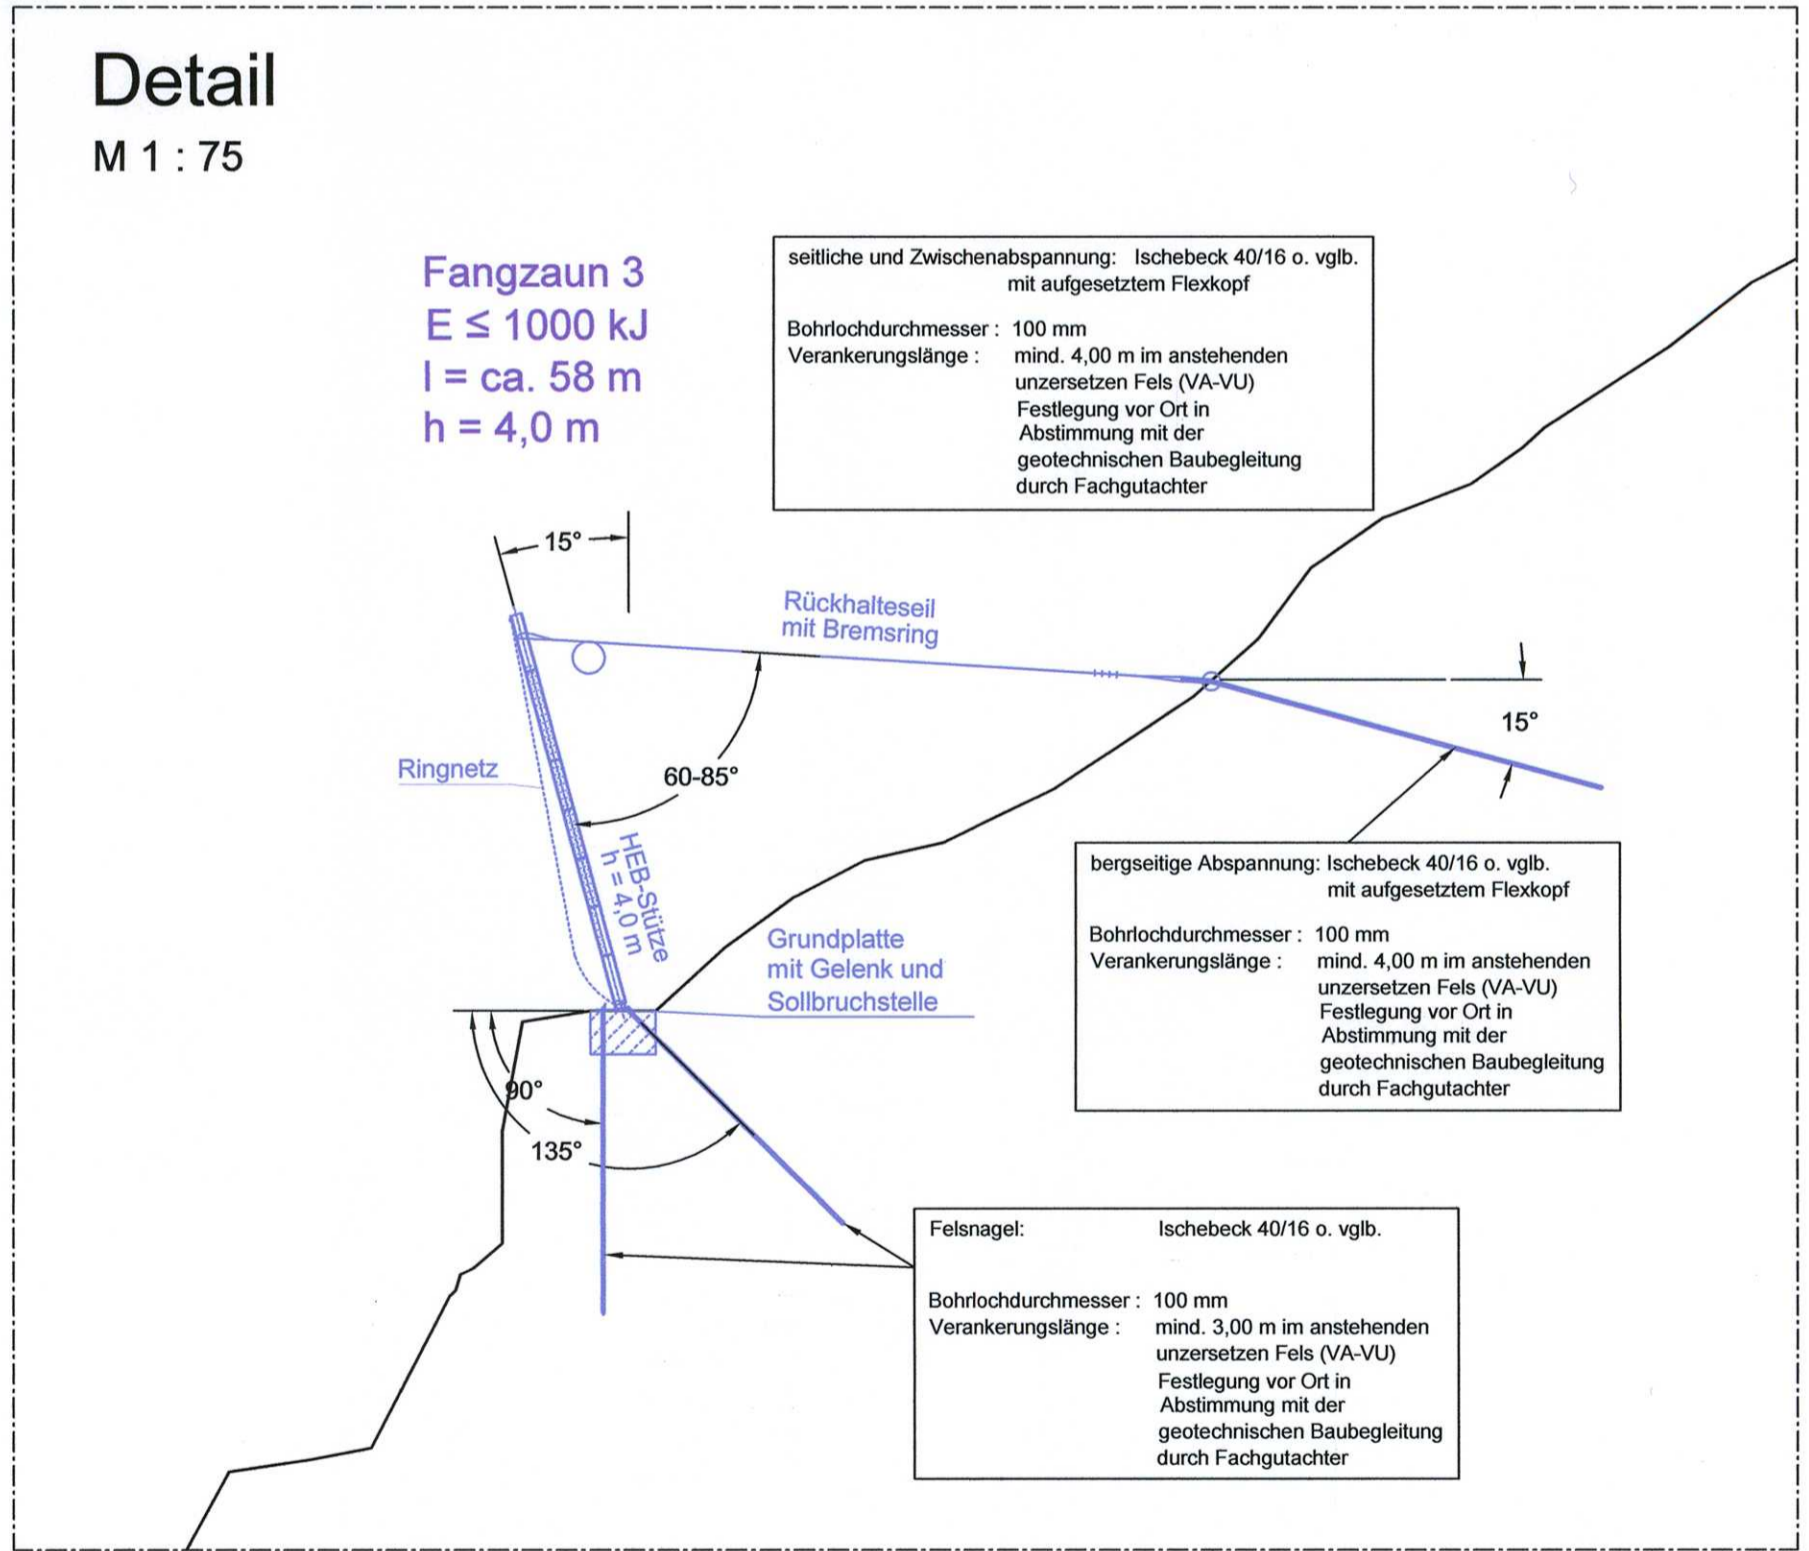 Detail
M 1 : 75
Fangzaun 3
E ≤ 1000 kJ
l = ca. 58 m
h = 4,0 m
seitliche und Zwischenabspannung: Ischebeck 40/16 o. vglb.
mit aufgesetztem Flexkopf
Bohrlochdurchmesser : 100 mm
Verankerungslänge : mind. 4,00 m im anstehenden
unzersetzen Fels (VA-VU)
Festlegung vor Ort in
Abstimmung mit der
geotechnischen Baubegleitung
durch Fachgutachter
15°
Rückhalteseil
mit Bremsring
15°
Ringnetz
60-85°
HEB-Stütze
h = 4,0 m
bergseitige Abspannung: Ischebeck 40/16 o. vglb.
mit aufgesetztem Flexkopf
Bohrlochdurchmesser : 100 mm
Verankerungslänge : mind. 4,00 m im anstehenden
unzersetzen Fels (VA-VU)
Festlegung vor Ort in
Abstimmung mit der
geotechnischen Baubegleitung
durch Fachgutachter
Grundplatte
mit Gelenk und
Sollbruchstelle
90°
135°
Felsnagel: Ischebeck 40/16 o. vglb.
Bohrlochdurchmesser : 100 mm
Verankerungslänge : mind. 3,00 m im anstehenden
unzersetzen Fels (VA-VU)
Festlegung vor Ort in
Abstimmung mit der
geotechnischen Baubegleitung
durch Fachgutachter